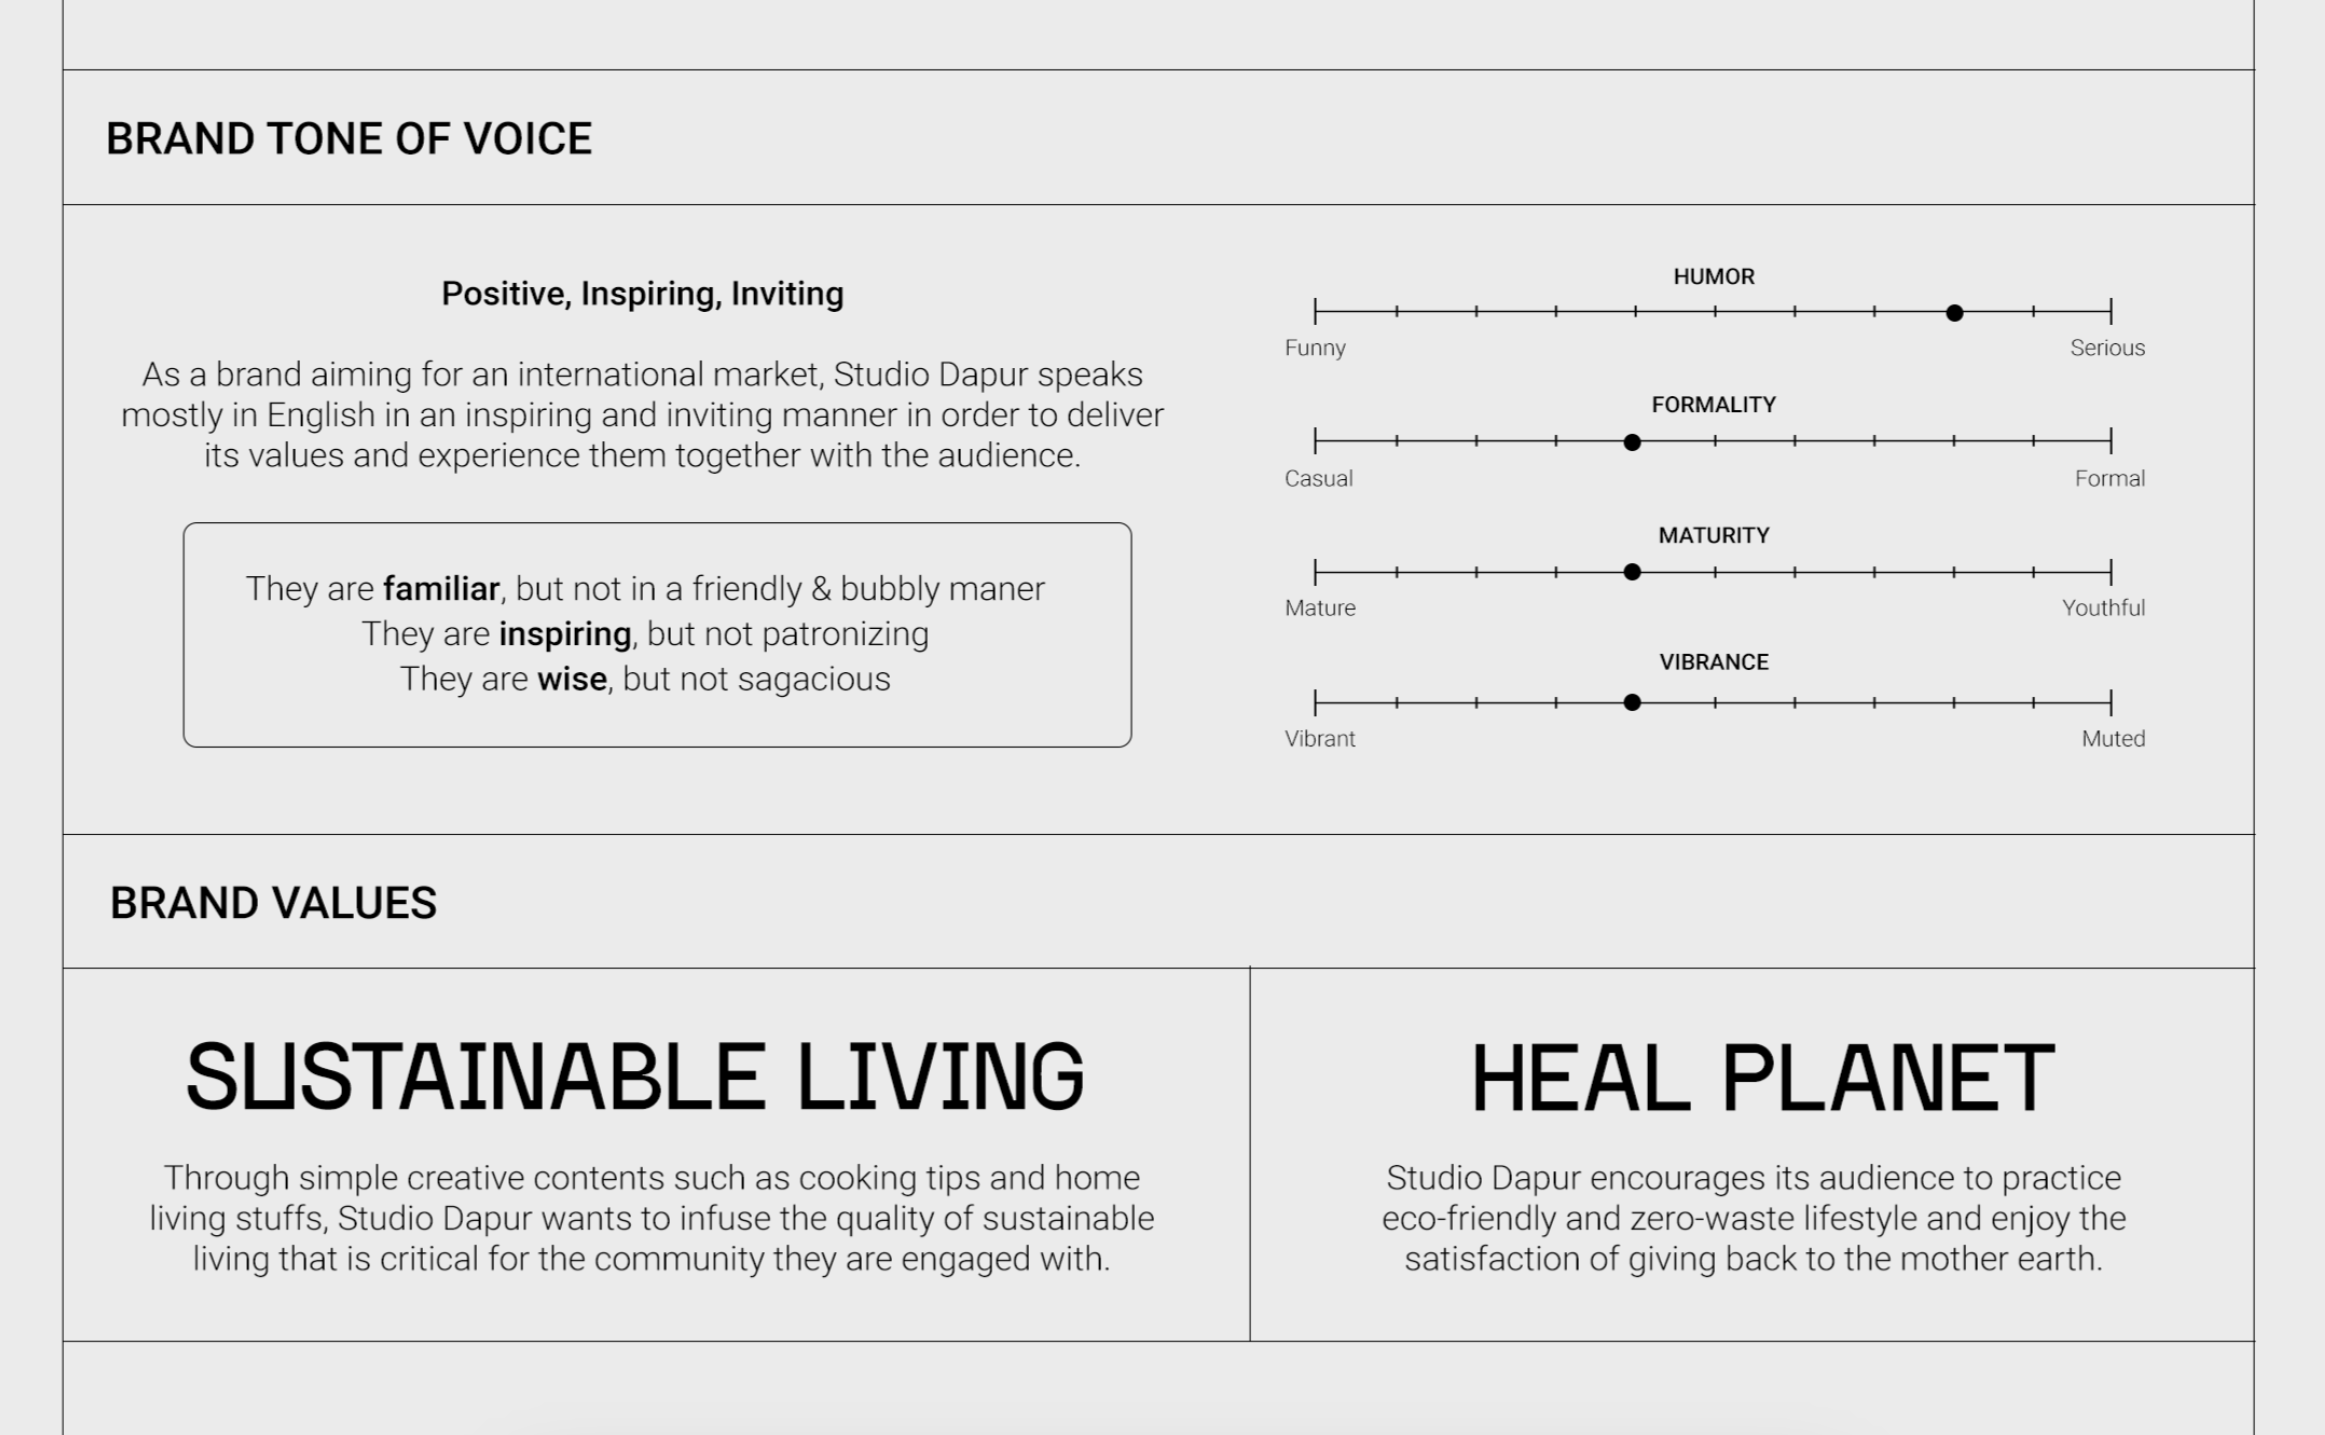 BRAND TONE OF VOICE
Positive, Inspiring, Inviting
As a brand aiming for an international market, Studio Dapur speaks
mostly in English in an inspiring and inviting manner in order to deliver
its values and experience them together with the audience.
They are familiar, but not in a friendly & bubbly maner
They are inspiring, but not patronizing
They are wise, but not sagacious
HUMOR
Funny Serious
FORMALITY
Casual Formal
MATURITY
Mature Youthful
VIBRANCE
Vibrant Muted
BRAND VALUES
SUSTAINABLE LIVING
Through simple creative contents such as cooking tips and home
living stuffs, Studio Dapur wants to infuse the quality of sustainable
living that is critical for the community they are engaged with.
HEAL PLANET
Studio Dapur encourages its audience to practice
eco-friendly and zero-waste lifestyle and enjoy the
satisfaction of giving back to the mother earth.